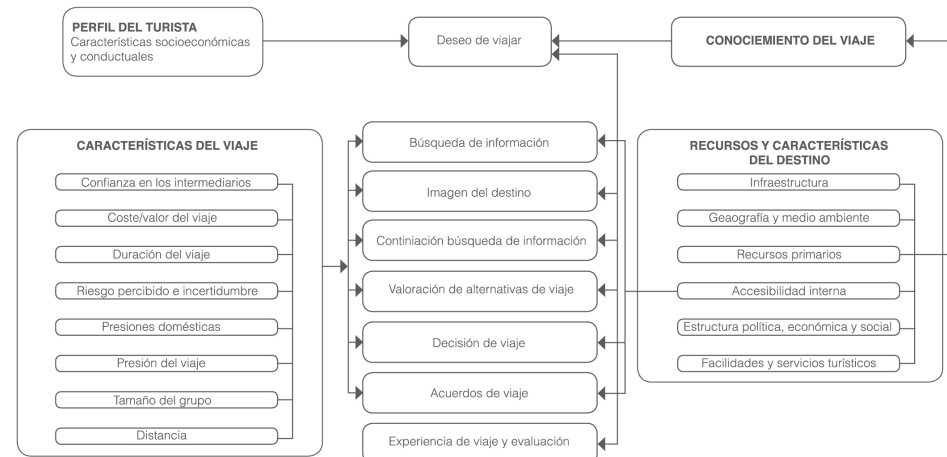 PERFIL DEL TURISTA
Características socioeconómicas
y conductuales
Deseo de viajar
CONOCIEMIENTO DEL VIAJE
CARACTERÍSTICAS DEL VIAJE
Confianza en los intermediarios
Coste/valor del viaje
Duración del viaje
Riesgo percibido e incertidumbre
Presiones domésticas
Presión del viaje
Tamaño del grupo
Distancia
Búsqueda de información
Imagen del destino
Continiación búsqueda de información
Valoración de alternativas de viaje
Decisión de viaje
Acuerdos de viaje
Experiencia de viaje y evaluación
RECURSOS Y CARACTERÍSTICAS
DEL DESTINO
Infraestructura
Geaografía y medio ambiente
Recursos primarios
Accesibilidad interna
Estructura política, económica y social
Facilidades y servicios turísticos